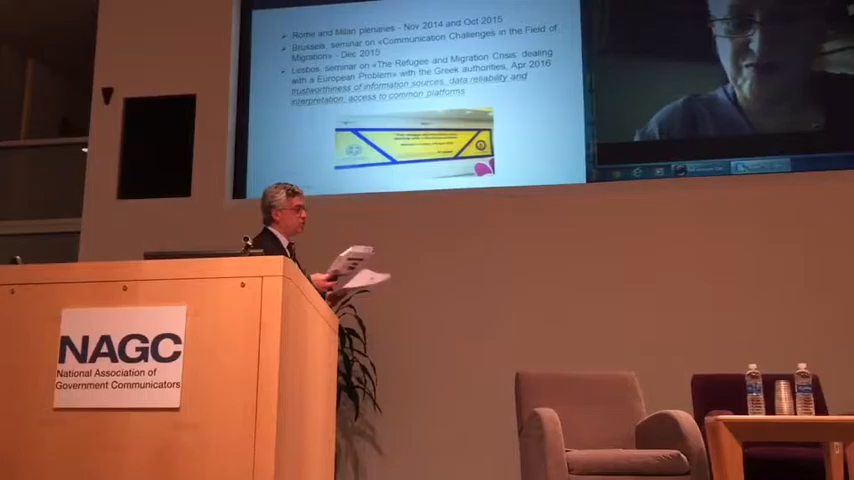 Rome and Milan plenaries - Nov 2014 and Oct 2015
Brussels, seminar on «Communication Challenges in the Field of
Migration» - Dec 2015
Lesbos, seminar on «The Refugee and Migration Crisis: dealing
with a European Problem» with the Greek authorities, Apr 2016
trustworthiness of information sources, data reliability and
interpretation, access to common platforms
NAGC
National Association of
Government Communicators